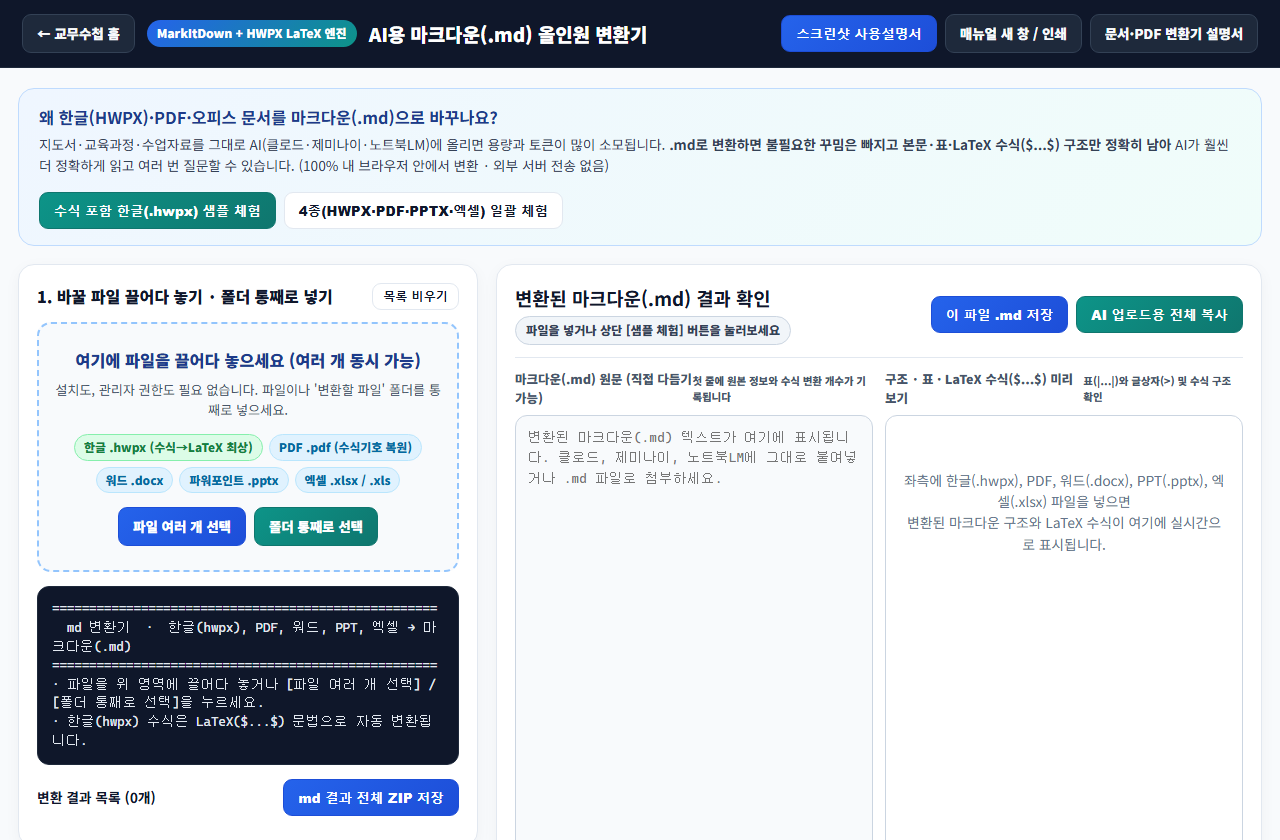 ← 교무수첩 홈
MarkItDown + HWPX LaTeX 엔진
AI용 마크다운(.md) 올인원 변환기
스크린샷 사용설명서
매뉴얼 새 창 / 인쇄
문서·PDF 변환기 설명서
왜 한글(HWPX)·PDF·오피스 문서를 마크다운(.md)으로 바꾸나요?
지도서·교육과정·수업자료를 그대로 AI(클로드·제미나이·노트북LM)에 올리면 용량과 토큰이 많이 소모됩니다. .md로 변환하면 불필요한 꾸밈은 빠지고 본문·표·LaTeX 수식($...$) 구조만 정확히 남아 AI가 훨씬
더 정확하게 읽고 여러 번 질문할 수 있습니다. (100% 내 브라우저 안에서 변환 · 외부 서버 전송 없음)
수식 포함 한글(.hwpx) 샘플 체험
4종(HWPX·PDF·PPTX·엑셀) 일괄 체험
1. 바꿀 파일 끌어다 놓기 · 폴더 통째로 넣기
목록 비우기
여기에 파일을 끌어다 놓으세요 (여러 개 동시 가능)
설치도, 관리자 권한도 필요 없습니다. 파일이나 '변환할 파일' 폴더를 통
째로 넣으세요.
한글 .hwpx (수식→LaTeX 최상)
PDF .pdf (수식기호 복원)
워드 .docx
파워포인트 .pptx
엑셀 .xlsx / .xls
파일 여러 개 선택
폴더 통째로 선택
====================================================
md 변환기 · 한글(hwpx), PDF, 워드, PPT, 엑셀 → 마
크다운(.md)
====================================================
· 파일을 위 영역에 끌어다 놓거나 [파일 여러 개 선택] /
[폴더 통째로 선택]을 누르세요.
· 한글(hwpx) 수식은 LaTeX($...$) 문법으로 자동 변환됩
니다.
변환 결과 목록 (0개)
md 결과 전체 ZIP 저장
변환된 마크다운(.md) 결과 확인
파일을 넣거나 상단 [샘플 체험] 버튼을 눌러보세요
이 파일 .md 저장
AI 업로드용 전체 복사
마크다운(.md) 원문 (직접 다듬기
가능)
첫 줄에 원본 정보와 수식 변환 개수가 기
록됩니다
변환된 마크다운(.md) 텍스트가 여기에 표시됩니
다. 클로드, 제미나이, 노트북LM에 그대로 붙여넣
거나 .md 파일로 첨부하세요.
구조 · 표 · LaTeX 수식($...$) 미리
보기
표(|...|)와 글상자(>) 및 수식 구조
확인
좌측에 한글(.hwpx), PDF, 워드(.docx), PPT(.pptx), 엑
셀(.xlsx) 파일을 넣으면
변환된 마크다운 구조와 LaTeX 수식이 여기에 실시간으
로 표시됩니다.